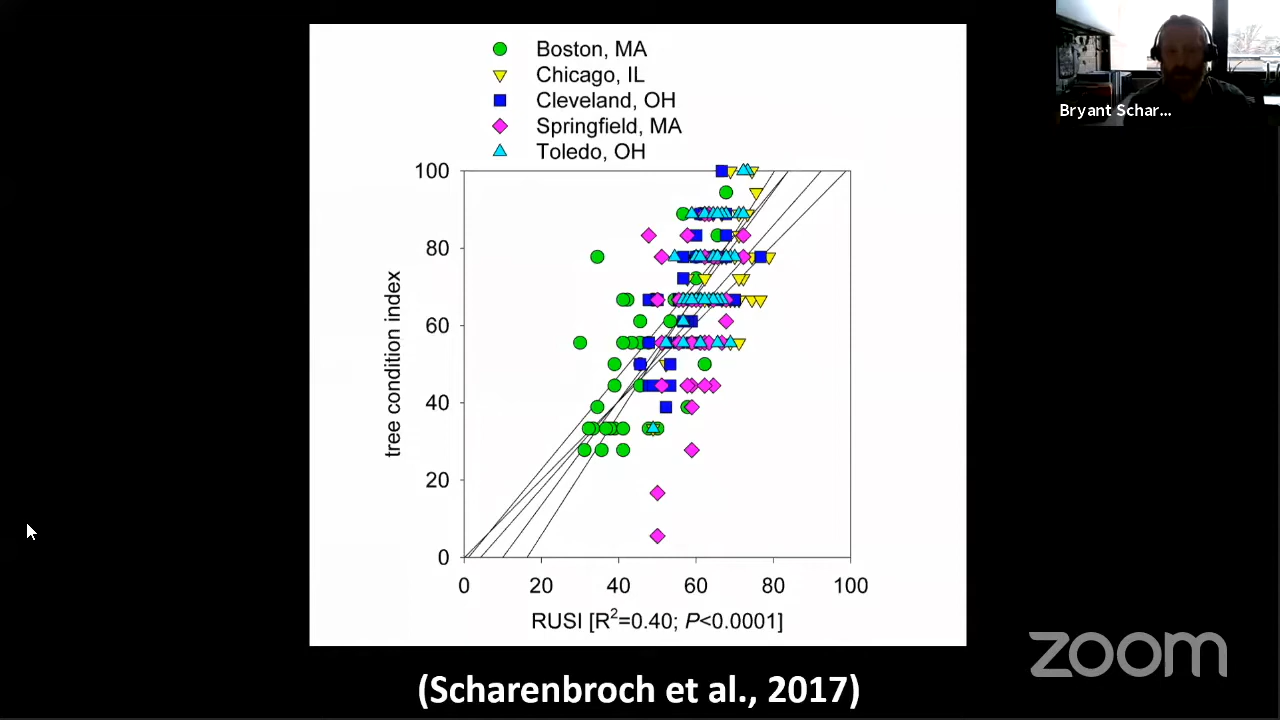 Boston, MA
Chicago, IL
Cleveland, OH
Springfield, MA
Toledo, OH
Bryant Schar...
100
80
60
40
20
0
tree condition index
0 20 40 60 80 100
RUSI [R²=0.40; P<0.0001]
zoom
(Scharenbroch et al., 2017)